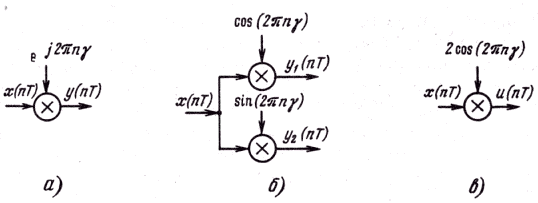 e j2πnγ
x(nT)
y(nT)
а)
cos(2πnγ)
y₁(nT)
x(nT)
sin(2πnγ)
y₂(nT)
б)
2cos(2πnγ)
x(nT)
u(nT)
в)